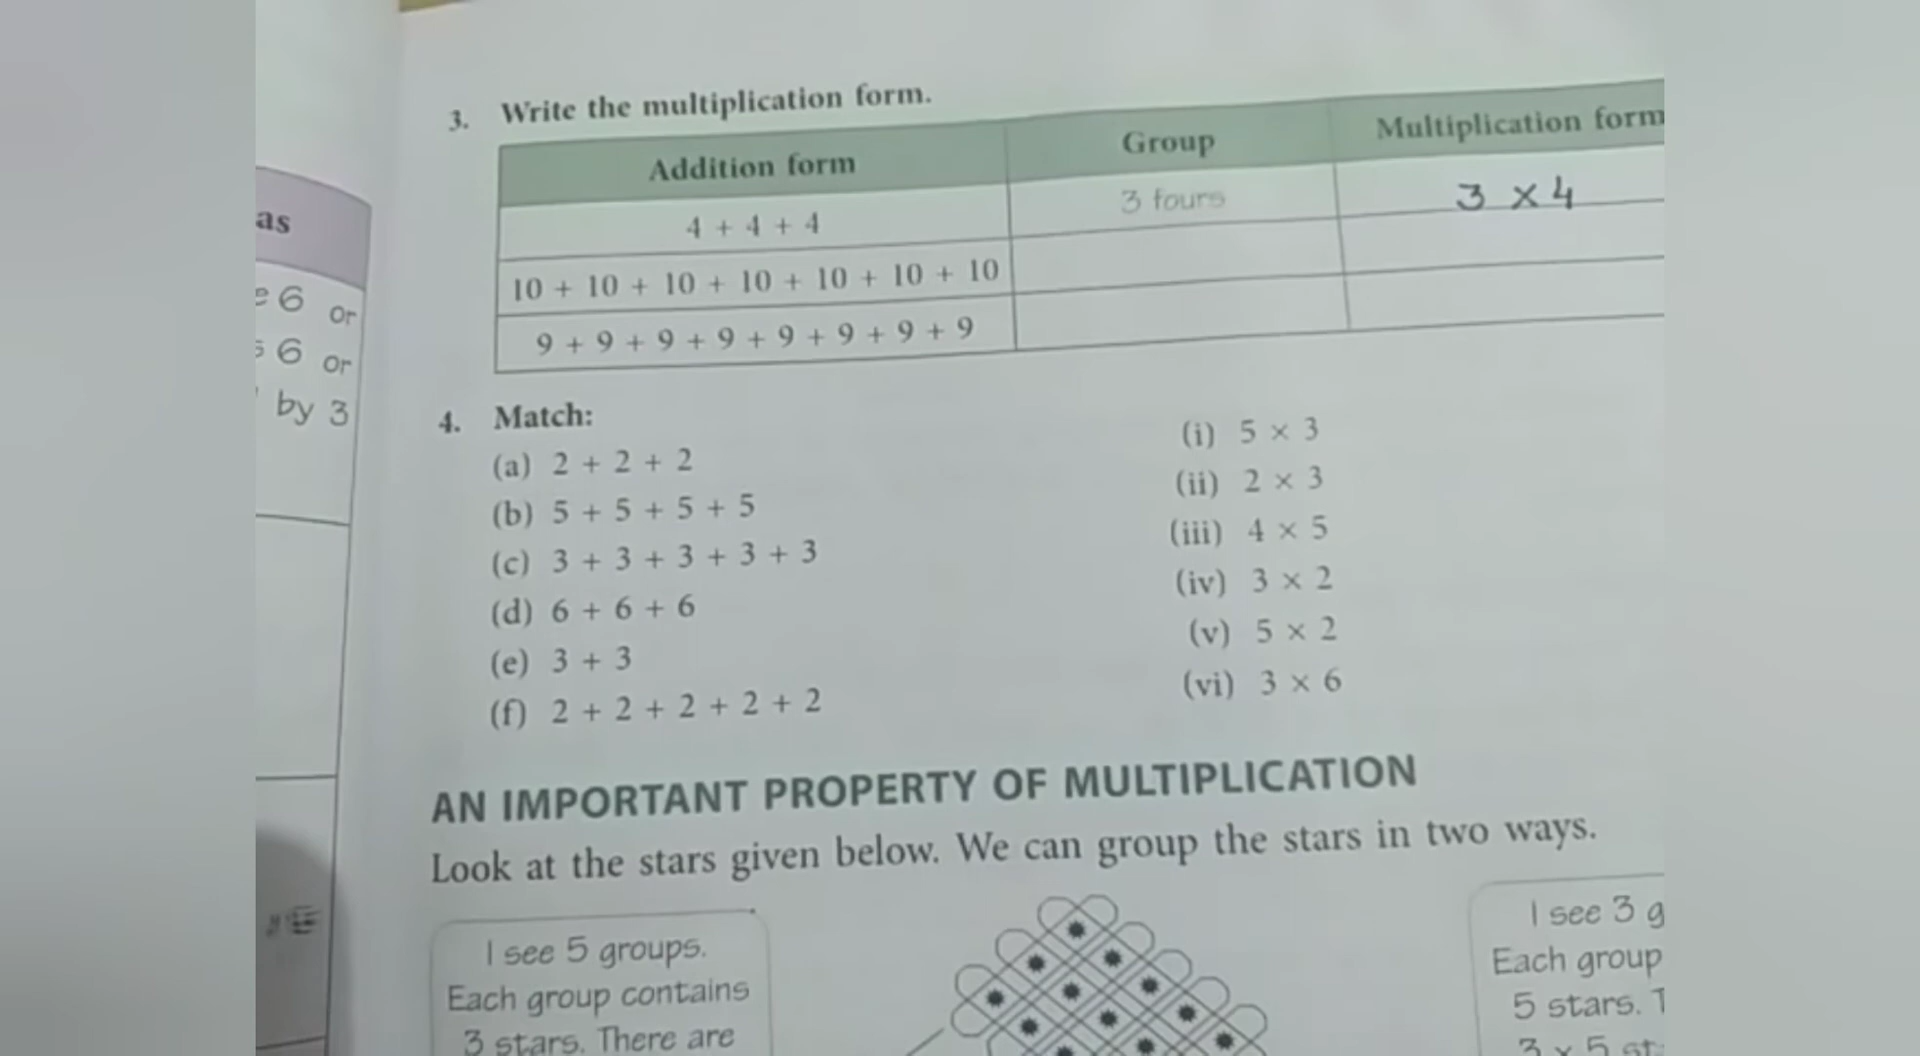 as
6 or
6 or
by 3
3. Write the multiplication form.
Addition form Group Multiplication form
4 + 4 + 4 3 fours 3 × 4
10 + 10 + 10 + 10 + 10 + 10 + 10
9 + 9 + 9 + 9 + 9 + 9 + 9 + 9
4. Match:
(a) 2 + 2 + 2 (i) 5 × 3
(b) 5 + 5 + 5 + 5 (ii) 2 × 3
(c) 3 + 3 + 3 + 3 + 3 (iii) 4 × 5
(d) 6 + 6 + 6 (iv) 3 × 2
(e) 3 + 3 (v) 5 × 2
(f) 2 + 2 + 2 + 2 + 2 (vi) 3 × 6
AN IMPORTANT PROPERTY OF MULTIPLICATION
Look at the stars given below. We can group the stars in two ways.
I see 5 groups.
Each group contains
3 stars. There are
I see 3 g
Each group
5 stars. T
3 × 5 st